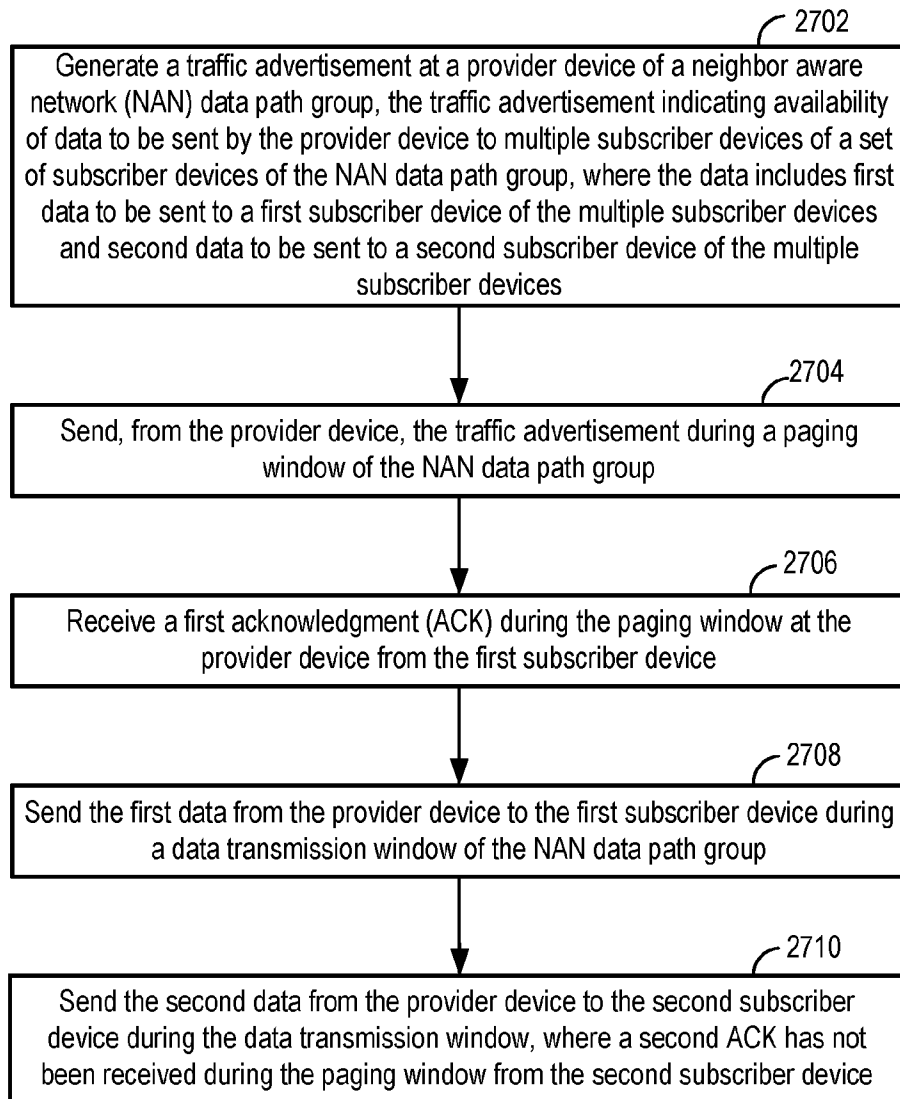 2702
Generate a traffic advertisement at a provider device of a neighbor aware
network (NAN) data path group, the traffic advertisement indicating availability
of data to be sent by the provider device to multiple subscriber devices of a set
of subscriber devices of the NAN data path group, where the data includes first
data to be sent to a first subscriber device of the multiple subscriber devices
and second data to be sent to a second subscriber device of the multiple
subscriber devices
2704
Send, from the provider device, the traffic advertisement during a paging
window of the NAN data path group
2706
Receive a first acknowledgment (ACK) during the paging window at the
provider device from the first subscriber device
2708
Send the first data from the provider device to the first subscriber device during
a data transmission window of the NAN data path group
2710
Send the second data from the provider device to the second subscriber
device during the data transmission window, where a second ACK has not
been received during the paging window from the second subscriber device